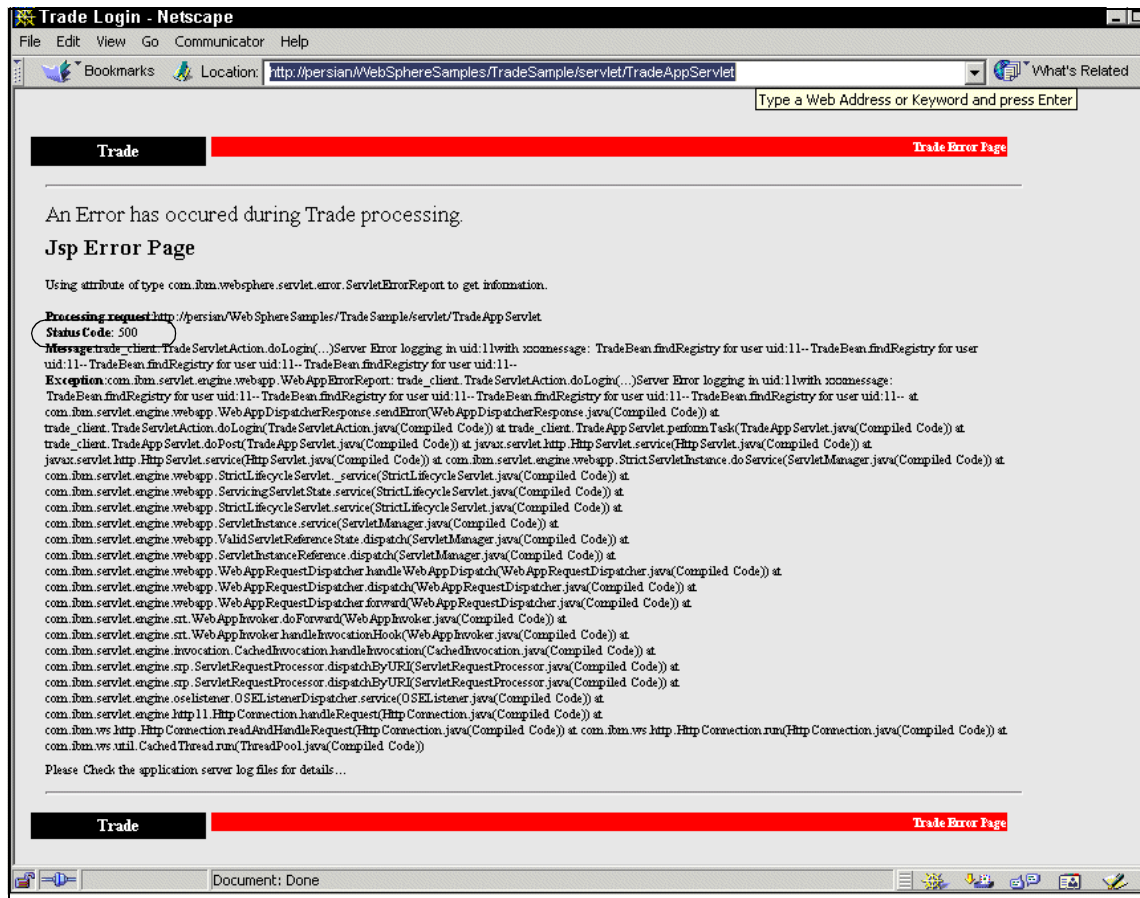 Trade Login - Netscape
File Edit View Go Communicator Help
Bookmarks Location: http://persian/WebSphereSamples/TradeSample/servlet/TradeAppServlet What's Related
Type a Web Address or Keyword and press Enter
Trade Trade Error Page
An Error has occured during Trade processing.
Jsp Error Page
Using attribute of type com.ibm.websphere.servlet.error.ServletErrorReport to get information.
Processing request:http://persian/WebSphereSamples/TradeSample/servlet/TradeAppServlet
StatusCode: 500
Message:trade_client.TradeServletAction.doLogin(...)Server Error logging in uid:11with xxxmessage: TradeBean.findRegistry for user uid:11--TradeBean.findRegistry for user
uid:11--TradeBean.findRegistry for user uid:11--TradeBean.findRegistry for user uid:11--
Exception:com.ibm.servlet.engine.webapp.WebAppErrorReport: trade_client.TradeServletAction.doLogin(...)Server Error logging in uid:11with xxxmessage:
TradeBean.findRegistry for user uid:11--TradeBean.findRegistry for user uid:11--TradeBean.findRegistry for user uid:11--TradeBean.findRegistry for user uid:11-- at
com.ibm.servlet.engine.webapp.WebAppDispatcherResponse.sendError(WebAppDispatcherResponse.java(Compiled Code)) at
trade_client.TradeServletAction.doLogin(TradeServletAction.java(Compiled Code)) at trade_client.TradeAppServlet.performTask(TradeAppServlet.java(Compiled Code)) at
trade_client.TradeAppServlet.doPost(TradeAppServlet.java(Compiled Code)) at javax.servlet.http.HttpServlet.service(HttpServlet.java(Compiled Code)) at
javax.servlet.http.HttpServlet.service(HttpServlet.java(Compiled Code)) at com.ibm.servlet.engine.webapp.StrictServletInstance.doService(ServletManager.java(Compiled Code)) at
com.ibm.servlet.engine.webapp.StrictLifecycleServlet._service(StrictLifecycleServlet.java(Compiled Code)) at
com.ibm.servlet.engine.webapp.ServicingServletState.service(StrictLifecycleServlet.java(Compiled Code)) at
com.ibm.servlet.engine.webapp.StrictLifecycleServlet.service(StrictLifecycleServlet.java(Compiled Code)) at
com.ibm.servlet.engine.webapp.ServletInstance.service(ServletManager.java(Compiled Code)) at
com.ibm.servlet.engine.webapp.ValidServletReferenceState.dispatch(ServletManager.java(Compiled Code)) at
com.ibm.servlet.engine.webapp.ServletInstanceReference.dispatch(ServletManager.java(Compiled Code)) at
com.ibm.servlet.engine.webapp.WebAppRequestDispatcher.handleWebAppDispatch(WebAppRequestDispatcher.java(Compiled Code)) at
com.ibm.servlet.engine.webapp.WebAppRequestDispatcher.dispatch(WebAppRequestDispatcher.java(Compiled Code)) at
com.ibm.servlet.engine.webapp.WebAppRequestDispatcher.forward(WebAppRequestDispatcher.java(Compiled Code)) at
com.ibm.servlet.engine.srt.WebAppInvoker.doForward(WebAppInvoker.java(Compiled Code)) at
com.ibm.servlet.engine.srt.WebAppInvoker.handleInvocationHook(WebAppInvoker.java(Compiled Code)) at
com.ibm.servlet.engine.invocation.CachedInvocation.handleInvocation(CachedInvocation.java(Compiled Code)) at
com.ibm.servlet.engine.srp.ServletRequestProcessor.dispatchByURI(ServletRequestProcessor.java(Compiled Code)) at
com.ibm.servlet.engine.srp.ServletRequestProcessor.dispatchByURI(ServletRequestProcessor.java(Compiled Code)) at
com.ibm.servlet.engine.oselistener.OSEListenerDispatcher.service(OSEListener.java(Compiled Code)) at
com.ibm.servlet.engine.http11.HttpConnection.handleRequest(HttpConnection.java(Compiled Code)) at
com.ibm.ws.http.HttpConnection.readAndHandleRequest(HttpConnection.java(Compiled Code)) at com.ibm.ws.http.HttpConnection.run(HttpConnection.java(Compiled Code)) at
com.ibm.ws.util.CachedThread.run(ThreadPool.java(Compiled Code))
Please Check the application server log files for details...
Trade Trade Error Page
Document: Done